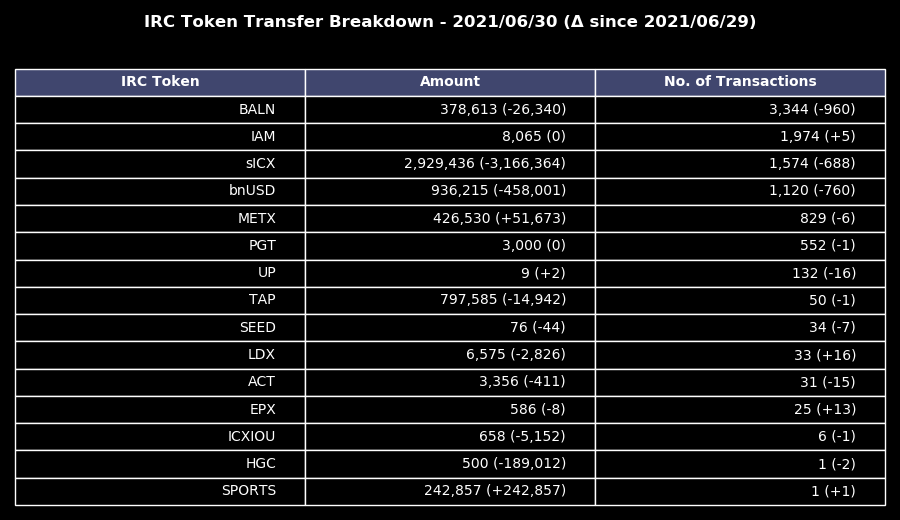 IRC Token Transfer Breakdown - 2021/06/30 (Δ since 2021/06/29)
IRC Token Amount No. of Transactions
BALN 378,613 (-26,340) 3,344 (-960)
IAM 8,065 (0) 1,974 (+5)
sICX 2,929,436 (-3,166,364) 1,574 (-688)
bnUSD 936,215 (-458,001) 1,120 (-760)
METX 426,530 (+51,673) 829 (-6)
PGT 3,000 (0) 552 (-1)
UP 9 (+2) 132 (-16)
TAP 797,585 (-14,942) 50 (-1)
SEED 76 (-44) 34 (-7)
LDX 6,575 (-2,826) 33 (+16)
ACT 3,356 (-411) 31 (-15)
EPX 586 (-8) 25 (+13)
ICXIOU 658 (-5,152) 6 (-1)
HGC 500 (-189,012) 1 (-2)
SPORTS 242,857 (+242,857) 1 (+1)